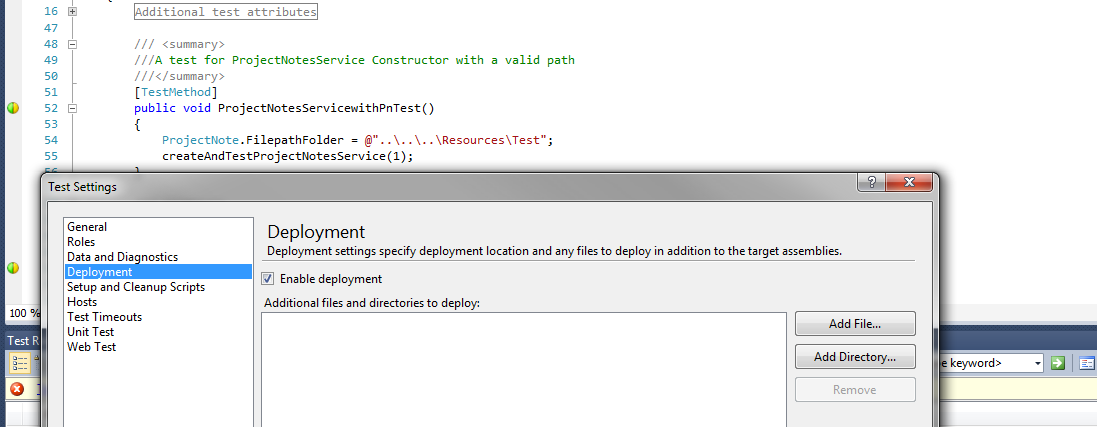 16 Additional test attributes
47
48 /// <summary>
49 ///A test for ProjectNotesService Constructor with a valid path
50 ///</summary>
51 [TestMethod]
52 public void ProjectNotesServicewithPnTest()
53 {
54 ProjectNote.FilepathFolder = @"..\..\..\Resources\Test";
55 createAndTestProjectNotesService(1);
56 }
Test Settings
General
Roles
Data and Diagnostics
Deployment
Setup and Cleanup Scripts
Hosts
Test Timeouts
Unit Test
Web Test
Deployment
Deployment settings specify deployment location and any files to deploy in addition to the target assemblies.
Enable deployment
Additional files and directories to deploy:
Add File...
Add Directory...
Remove
100 %
Test R
e keyword>